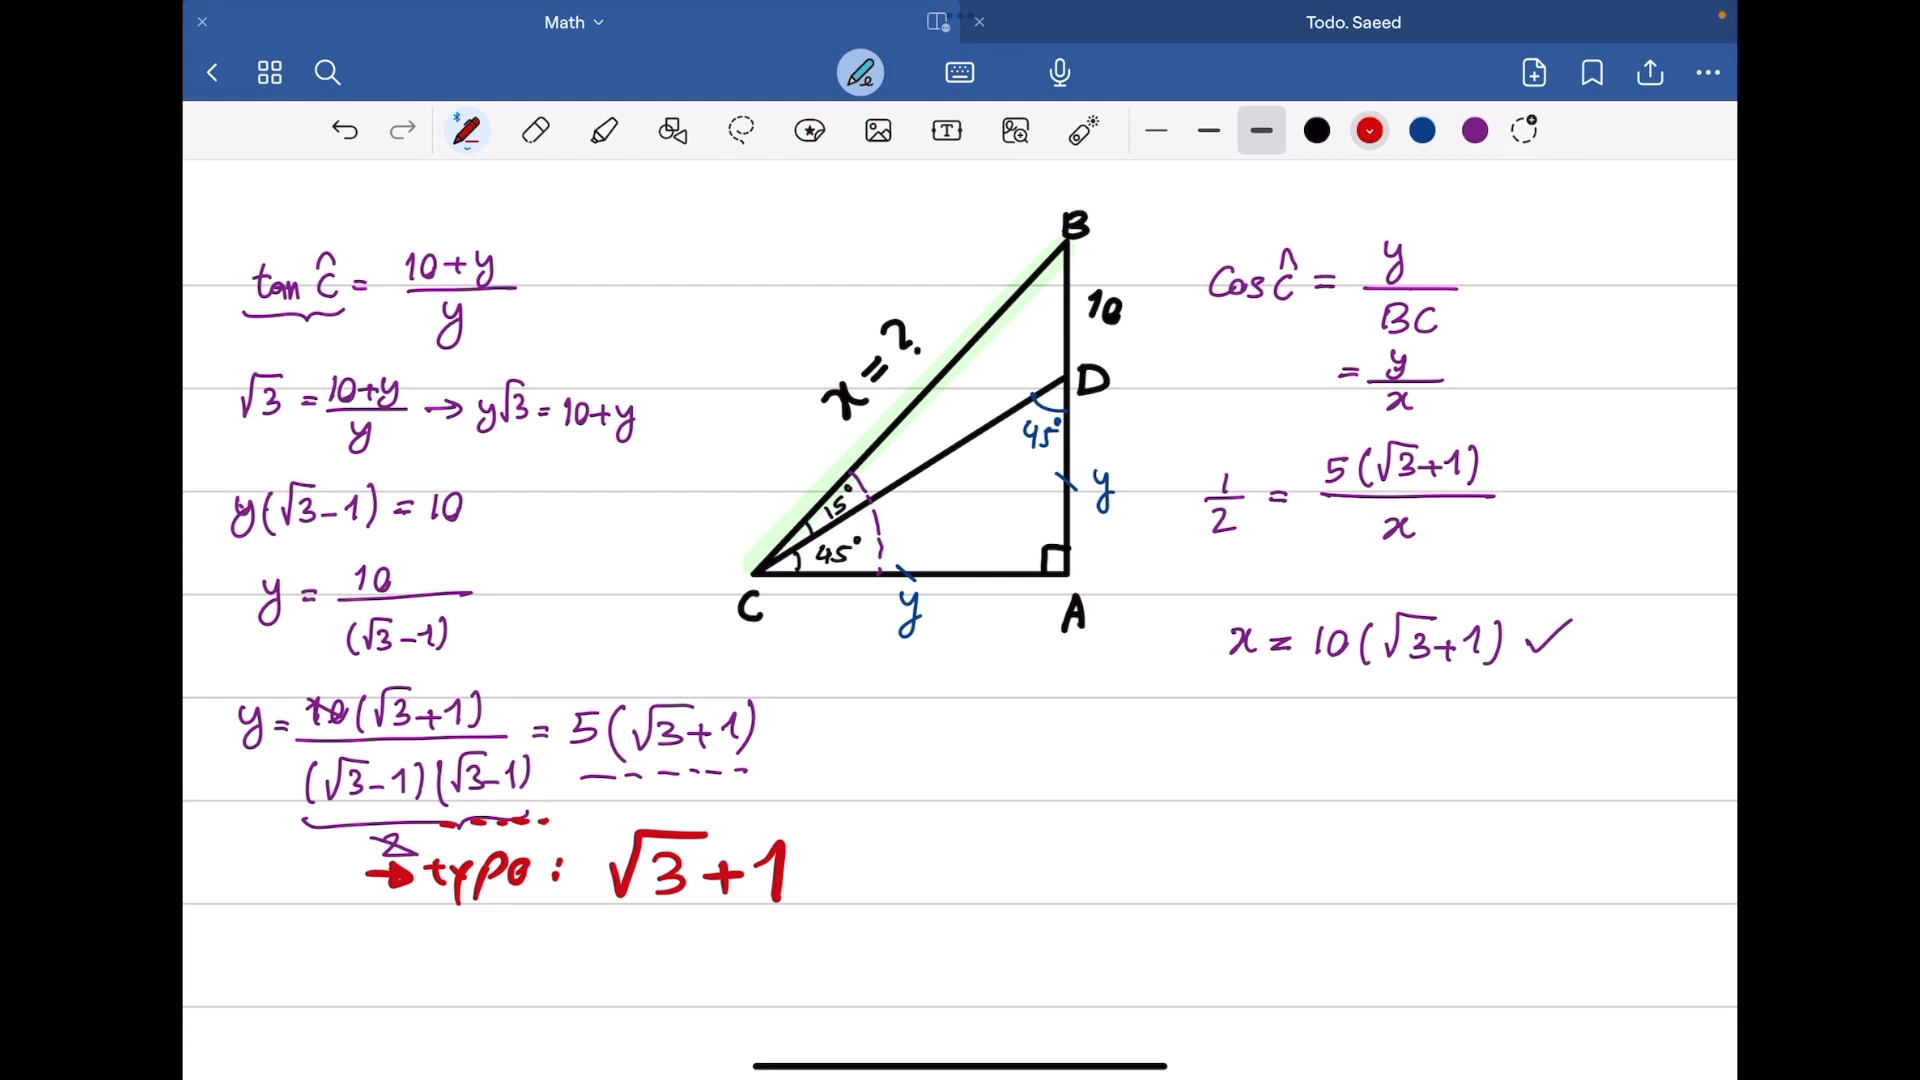 Math
Todo. Saeed
tan Ĉ = (10+y)/y
√3 = (10+y)/y → y√3 = 10+y
y(√3-1) = 10
y = 10/(√3-1)
y = 10(√3+1)/((√3-1)(√3-1)) = 5(√3+1)
2
→ typo: √3+1
B
10
x = ?
D
45°
y
15°
45°
C
y
A
Cos Ĉ = y/BC
= y/x
1/2 = 5(√3+1)/x
x = 10(√3+1) ✓